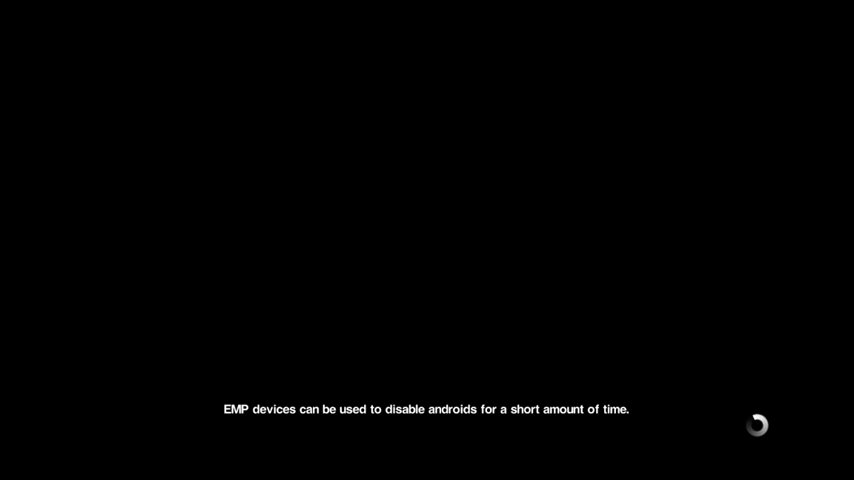 EMP devices can be used to disable androids for a short amount of time.